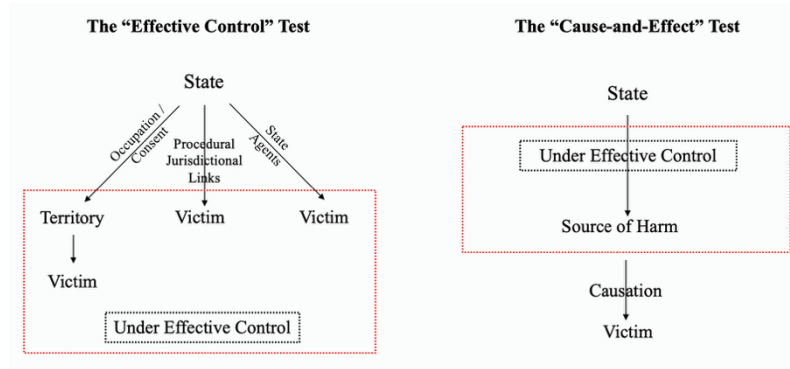 The “Effective Control” Test
State
Occupation /
Consent
Procedural
Jurisdictional
Links
State
Agents
Territory
Victim
Victim
Victim
Under Effective Control
The “Cause-and-Effect” Test
State
Under Effective Control
Source of Harm
Causation
Victim